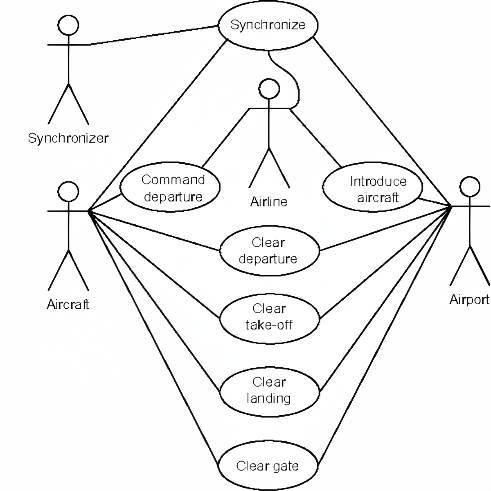 Synchronize
Synchronizer
Command
departure
Airline
Introduce
aircraft
Aircraft
Clear
departure
Airport
Clear
take-off
Clear
landing
Clear gate